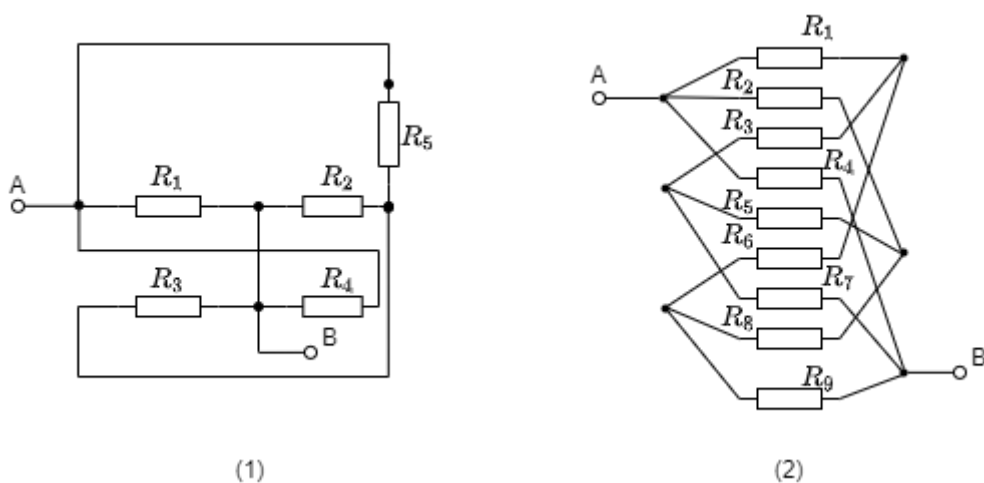 A
R₁
R₂
R₅
R₃
R₄
B
(1)
A
R₁
R₂
R₃
R₄
R₅
R₆
R₇
R₈
R₉
B
(2)